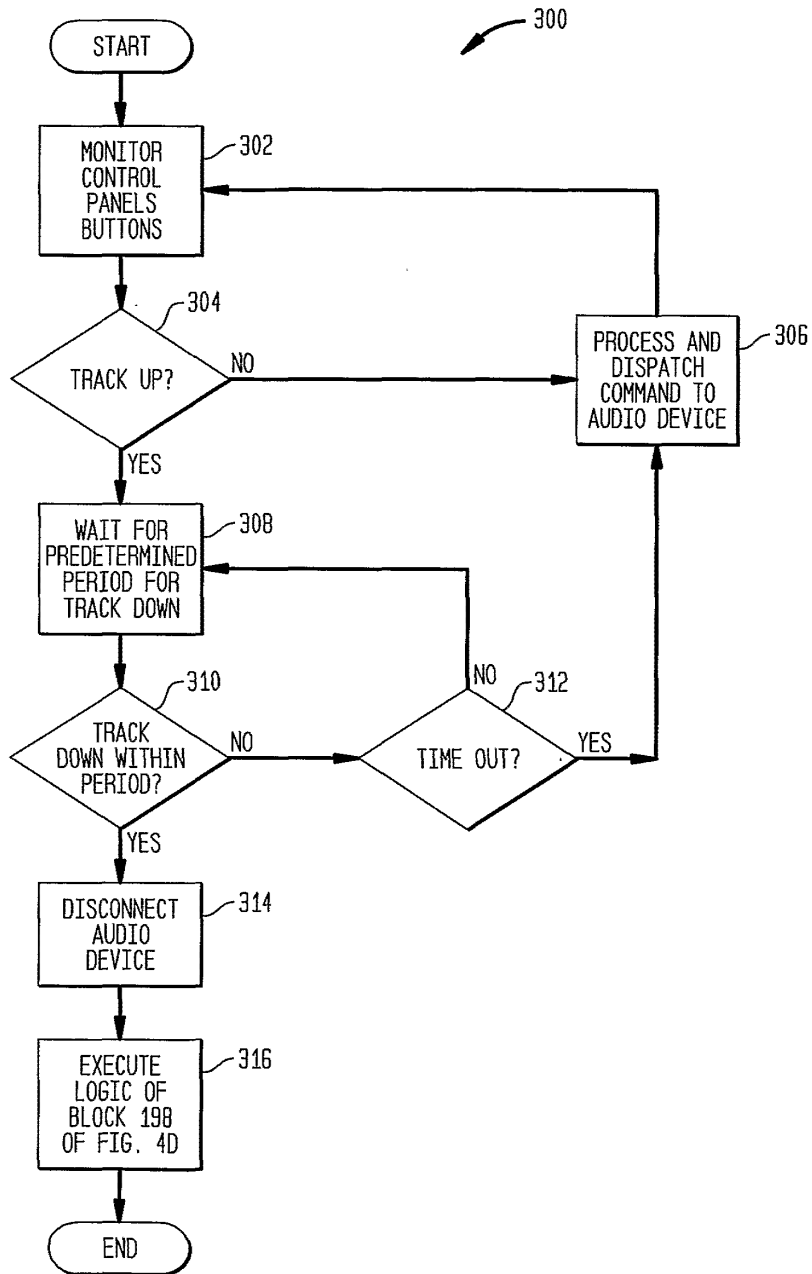 START
300
MONITOR
CONTROL
PANELS
BUTTONS
302
304
TRACK UP?
NO
YES
PROCESS AND
DISPATCH
COMMAND TO
AUDIO DEVICE
306
WAIT FOR
PREDETERMINED
PERIOD FOR
TRACK DOWN
308
310
TRACK
DOWN WITHIN
PERIOD?
NO
YES
312
NO
TIME OUT?
YES
DISCONNECT
AUDIO
DEVICE
314
EXECUTE
LOGIC OF
BLOCK 198
OF FIG. 4D
316
END